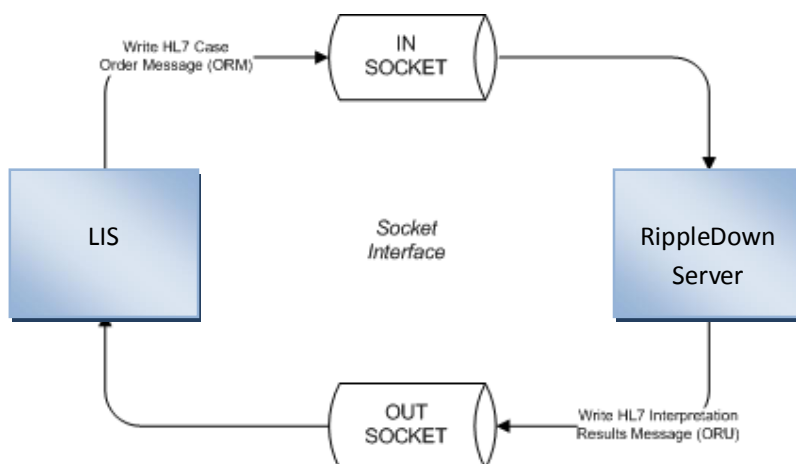 Write HL7 Case
Order Message (ORM)
IN
SOCKET
LIS
Socket
Interface
RippleDown
Server
OUT
SOCKET
Write HL7 Interpretation
Results Message (ORU)